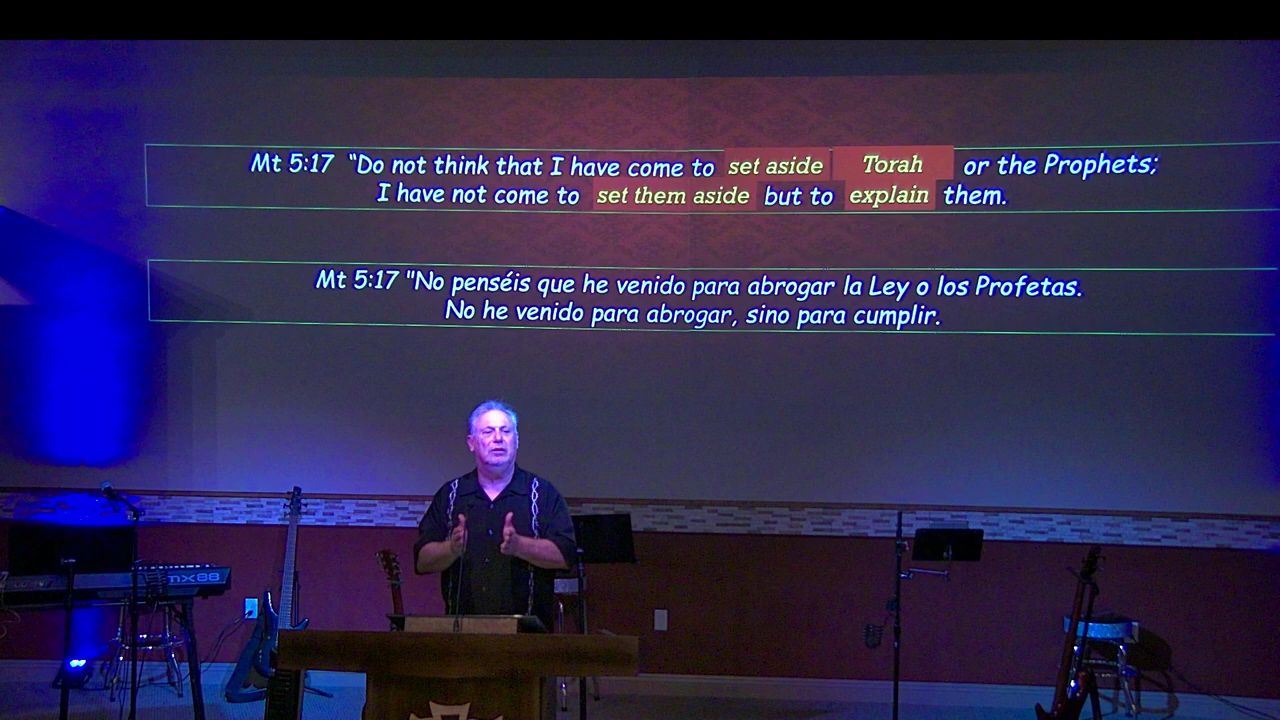 Mt 5:17 “Do not think that I have come to set aside Torah or the Prophets;
I have not come to set them aside but to explain them.
Mt 5:17 "No penséis que he venido para abrogar la Ley o los Profetas.
No he venido para abrogar, sino para cumplir.
mx88